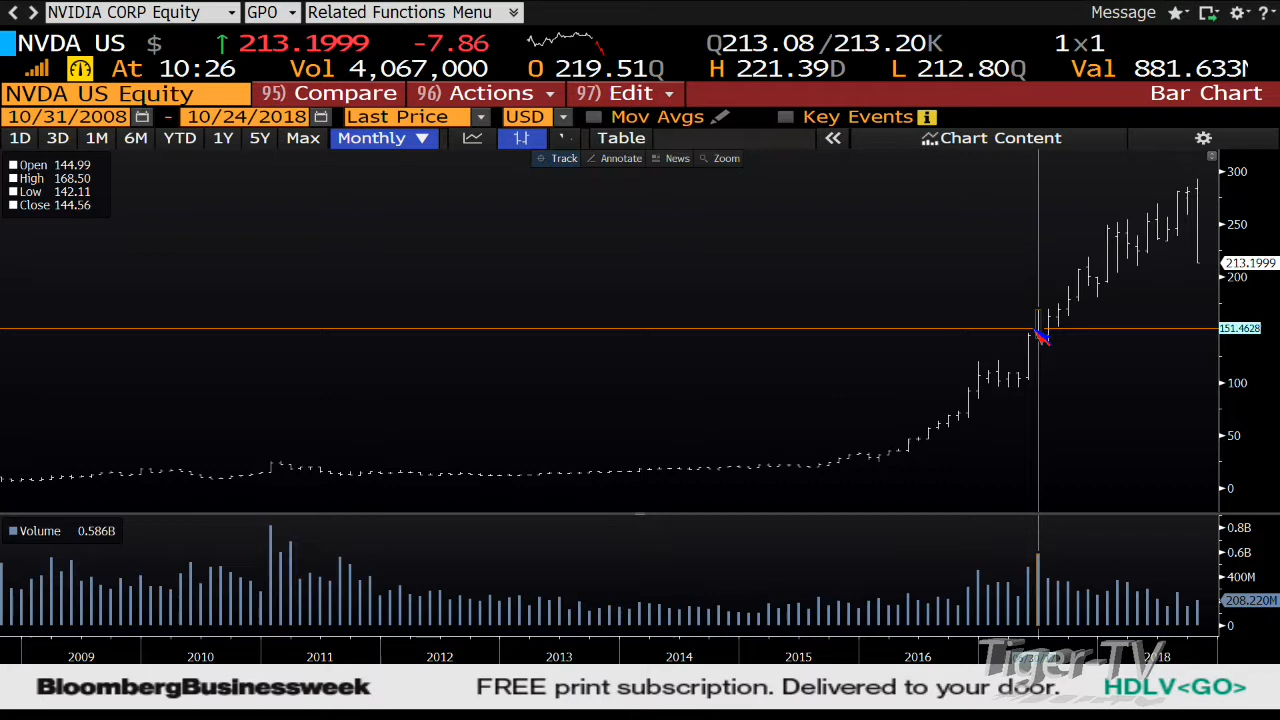 NVIDIA CORP Equity GPO Related Functions Menu Message ?
NVDA US $ 213.1999 -7.86 Q213.08/213.20K 1×1
At 10:26 Vol 4,067,000 O 219.51Q H 221.39D L 212.80Q Val 881.633M
NVDA US Equity 95) Compare 96) Actions 97) Edit Bar Chart
10/31/2008 - 10/24/2018 Last Price USD Mov Avgs Key Events
1D 3D 1M 6M YTD 1Y 5Y Max Monthly Table Chart Content
Track Annotate News Zoom
Open 144.99
High 168.50
Low 142.11
Close 144.56
300
250
213.1999
200
151.4628
100
50
0
Volume 0.586B
0.8B
0.6B
400M
208.220M
0
2009 2010 2011 2012 2013 2014 2015 2016 2018
Tiger-TV
BloombergBusinessweek FREE print subscription. Delivered to your door. HDLV<GO>